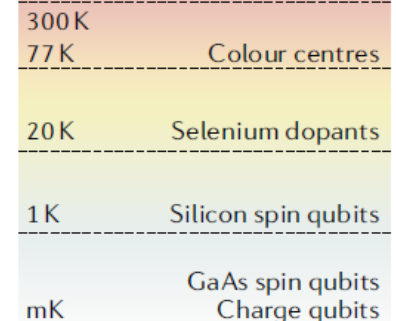 300 K
77 K Colour centres
20 K Selenium dopants
1 K Silicon spin qubits
GaAs spin qubits
mK Charge qubits